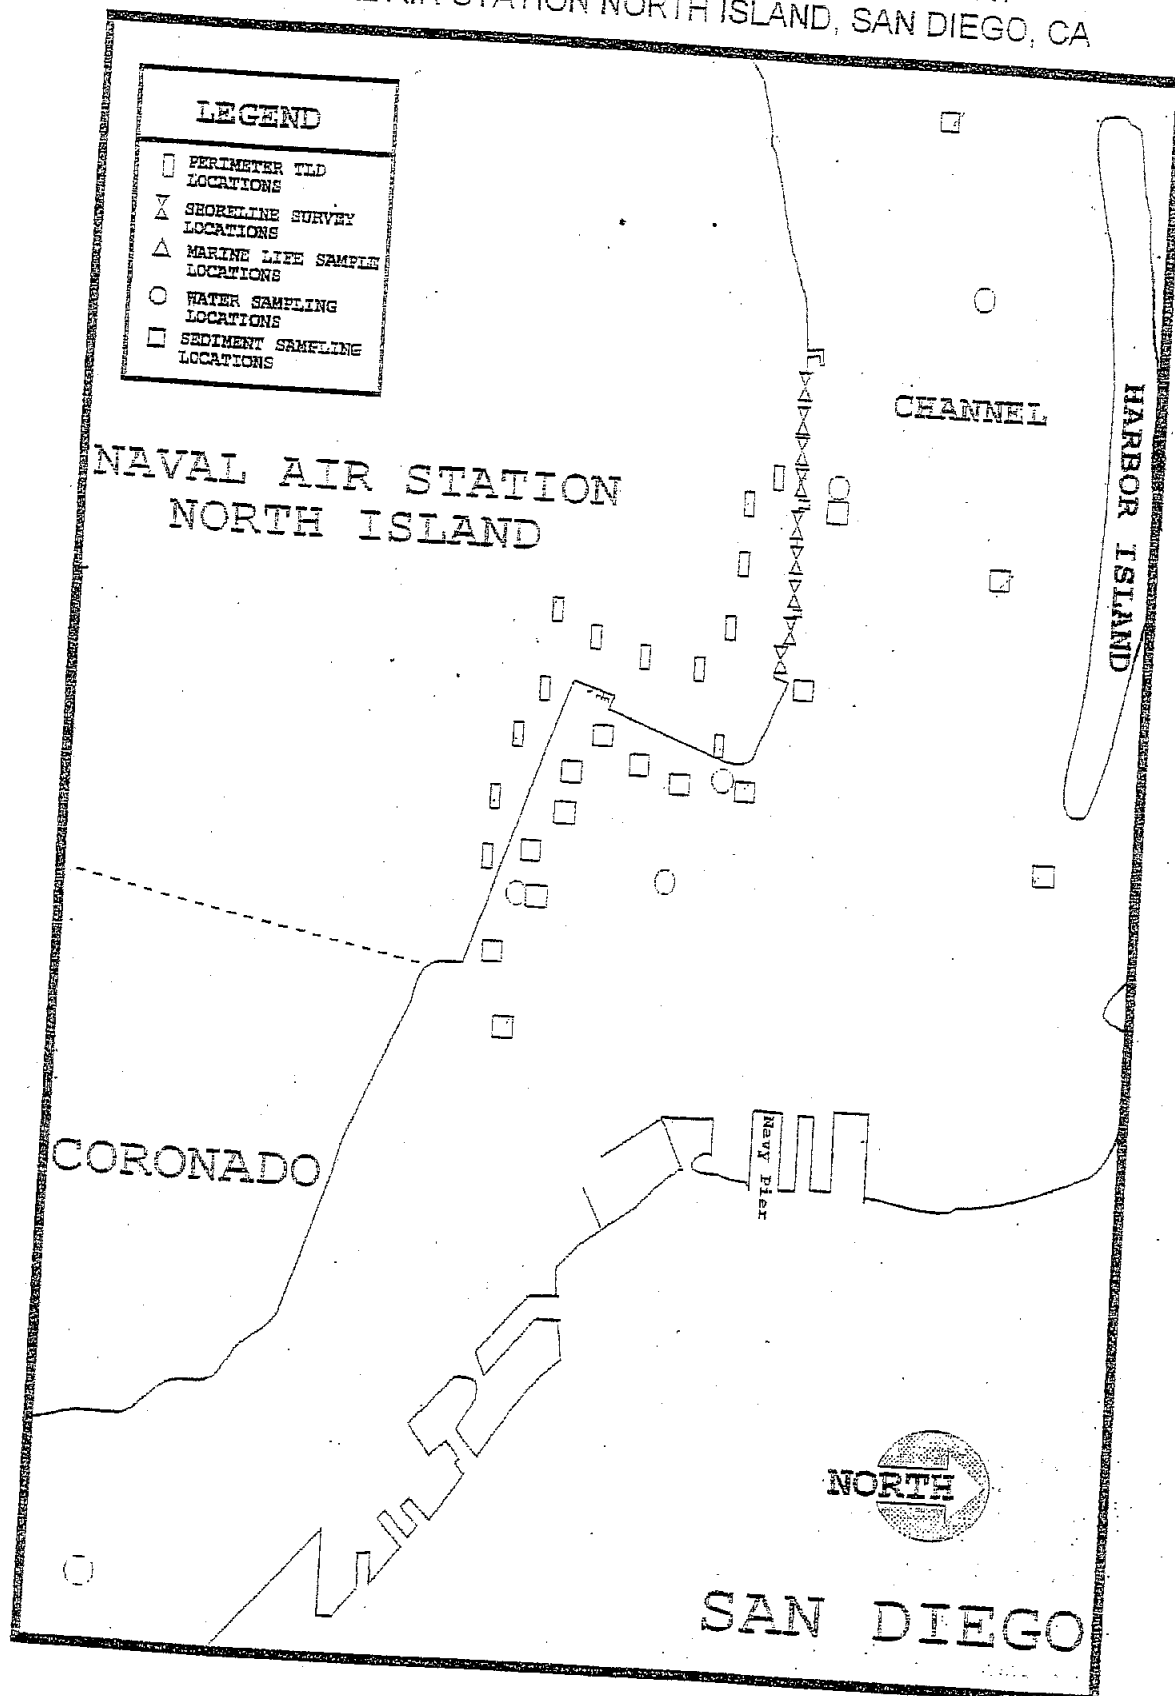 AIR STATION NORTH ISLAND, SAN DIEGO, CA
LEGEND
PERIMETER TLD
LOCATIONS
SHORELINE SURVEY
LOCATIONS
MARINE LIFE SAMPLE
LOCATIONS
WATER SAMPLING
LOCATIONS
SEDIMENT SAMPLING
LOCATIONS
NAVAL AIR STATION
NORTH ISLAND
CHANNEL
HARBOR ISLAND
CORONADO
Navy Pier
NORTH
SAN DIEGO